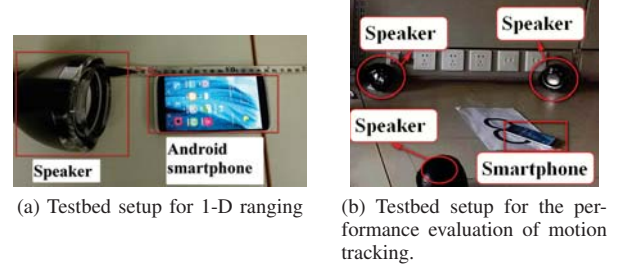 Speaker
Android
smartphone
(a) Testbed setup for 1-D ranging
Speaker
Speaker
Speaker
Smartphone
(b) Testbed setup for the per-
formance evaluation of motion
tracking.